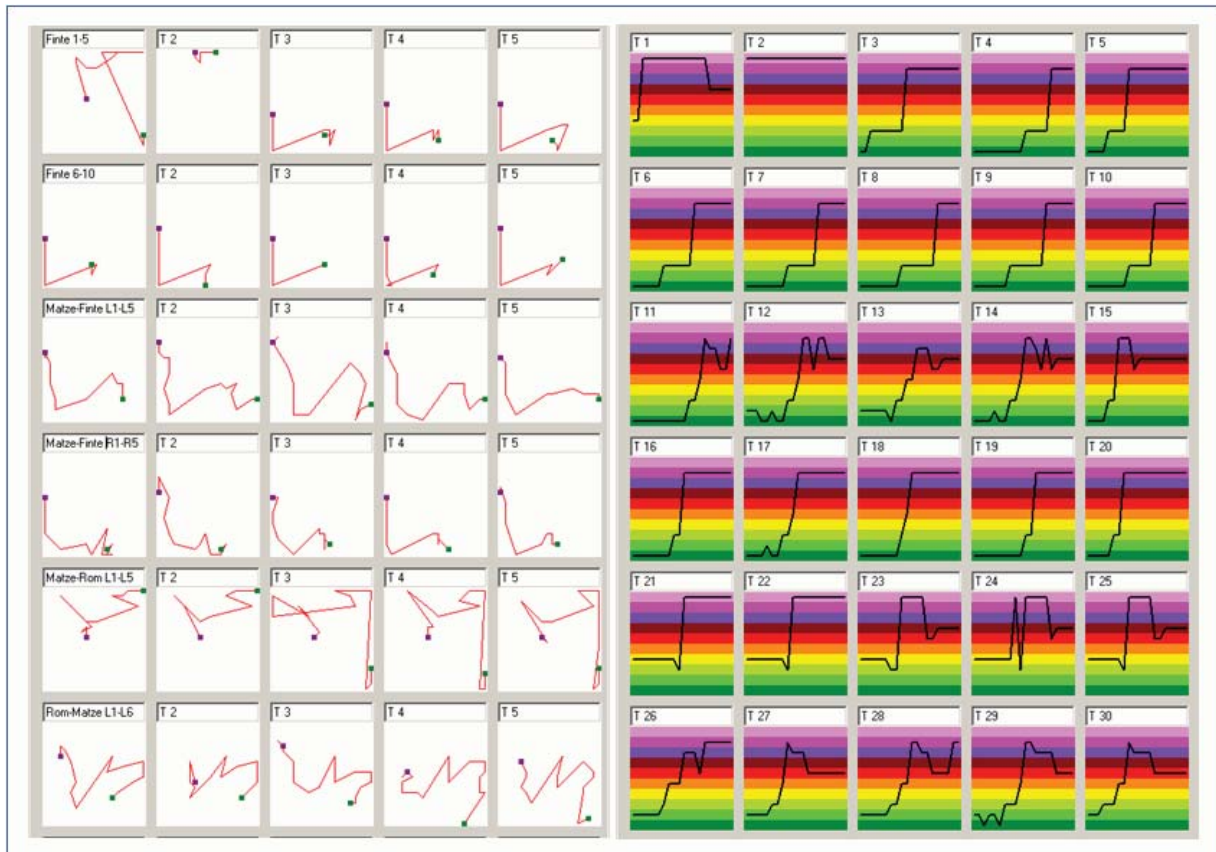 Finte 1-5 T 2 T 3 T 4 T 5
Finte 6-10 T 2 T 3 T 4 T 5
Matze-Finte L1-L5 T 2 T 3 T 4 T 5
Matze-Finte R1-R5 T 2 T 3 T 4 T 5
Matze-Rom L1-L5 T 2 T 3 T 4 T 5
Rom-Matze L1-L6 T 2 T 3 T 4 T 5
T 1 T 2 T 3 T 4 T 5
T 6 T 7 T 8 T 9 T 10
T 11 T 12 T 13 T 14 T 15
T 16 T 17 T 18 T 19 T 20
T 21 T 22 T 23 T 24 T 25
T 26 T 27 T 28 T 29 T 30